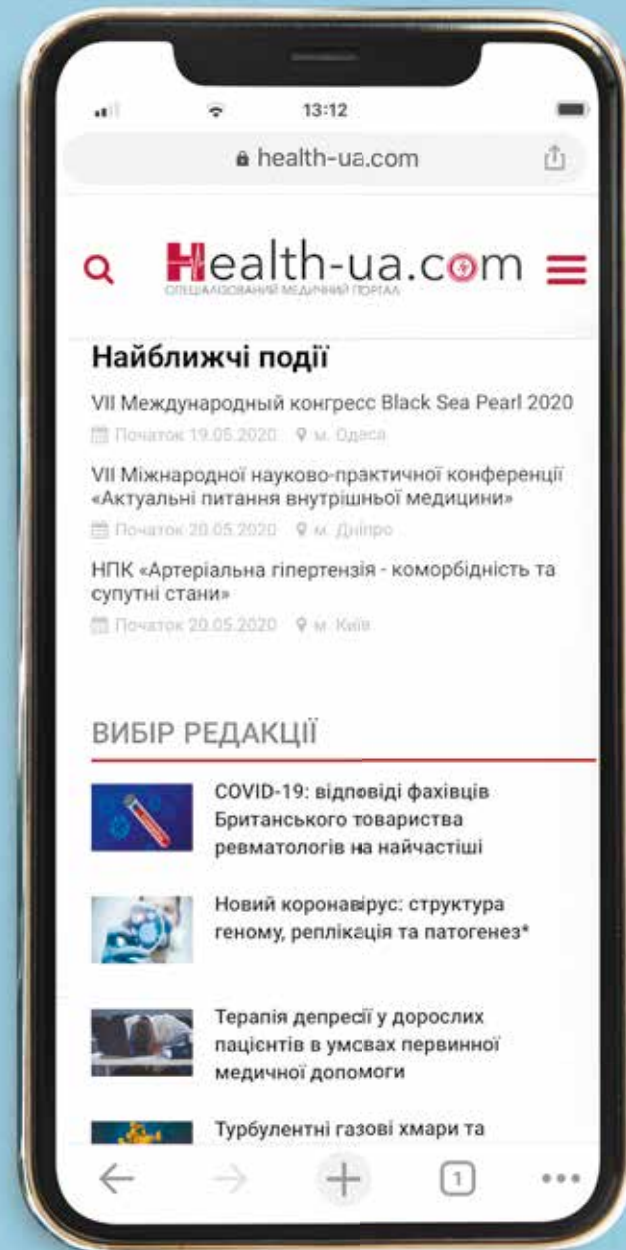 13:12
health-ua.com
Health-ua.com
СПЕЦІАЛІЗОВАНИЙ МЕДИЧНИЙ ПОРТАЛ
Найближчі події
VII Международный конгресс Black Sea Pearl 2020
Початок 19.05.2020 м. Одеса
VII Міжнародної науково-практичної конференції
«Актуальні питання внутрішньої медицини»
Початок 20.05.2020 м. Дніпро
НПК «Артеріальна гіпертензія - коморбідність та
супутні стани»
Початок 20.05.2020 м. Київ
ВИБІР РЕДАКЦІЇ
COVID-19: відповіді фахівців
Британського товариства
ревматологів на найчастіші
Новий коронавірус: структура
геному, реплікація та патогенез*
Терапія депресії у дорослих
пацієнтів в умовах первинної
медичної допомоги
Турбулентні газові хмари та
1